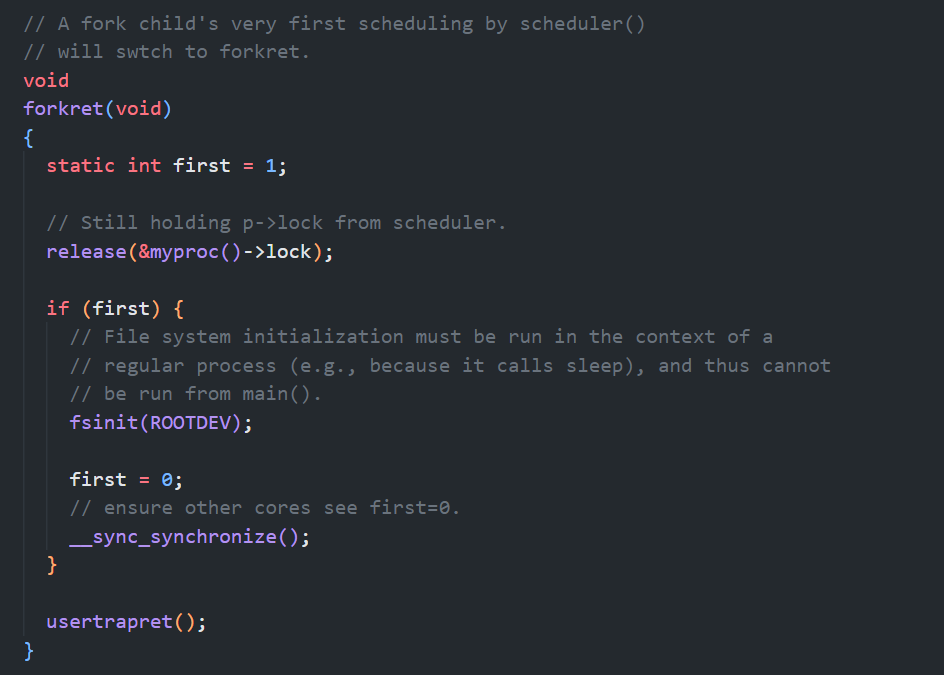 // A fork child's very first scheduling by scheduler()
// will swtch to forkret.
void
forkret(void)
{
  static int first = 1;

  // Still holding p->lock from scheduler.
  release(&myproc()->lock);

  if (first) {
    // File system initialization must be run in the context of a
    // regular process (e.g., because it calls sleep), and thus cannot
    // be run from main().
    fsinit(ROOTDEV);

    first = 0;
    // ensure other cores see first=0.
    __sync_synchronize();
  }

  usertrapret();
}